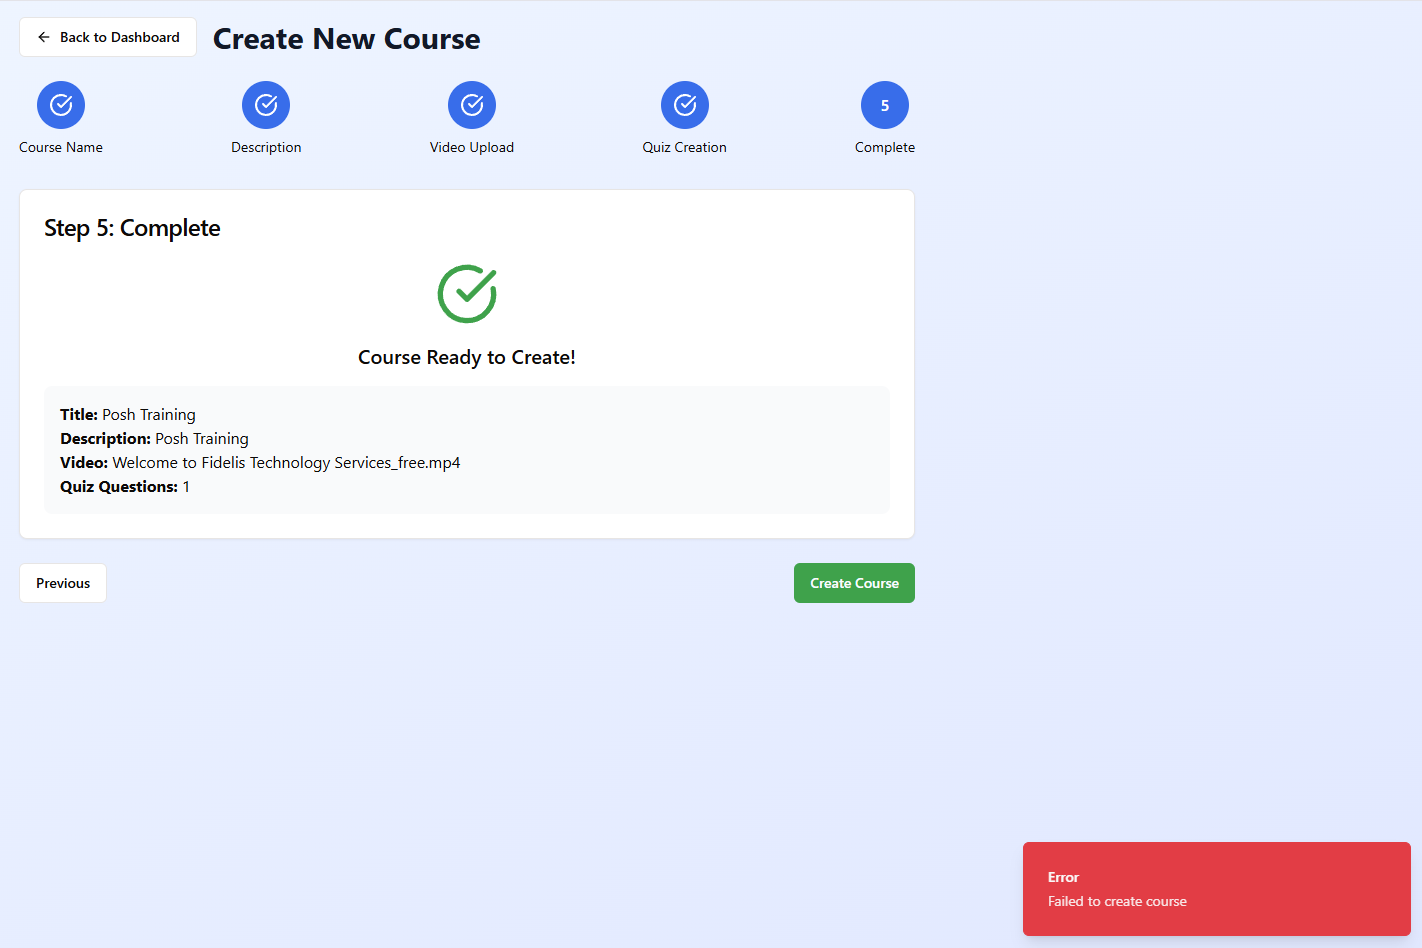 Back to Dashboard
Create New Course
5
Course Name
Description
Video Upload
Quiz Creation
Complete
Step 5: Complete
Course Ready to Create!
Title: Posh Training
Description: Posh Training
Video: Welcome to Fidelis Technology Services_free.mp4
Quiz Questions: 1
Previous
Create Course
Error
Failed to create course